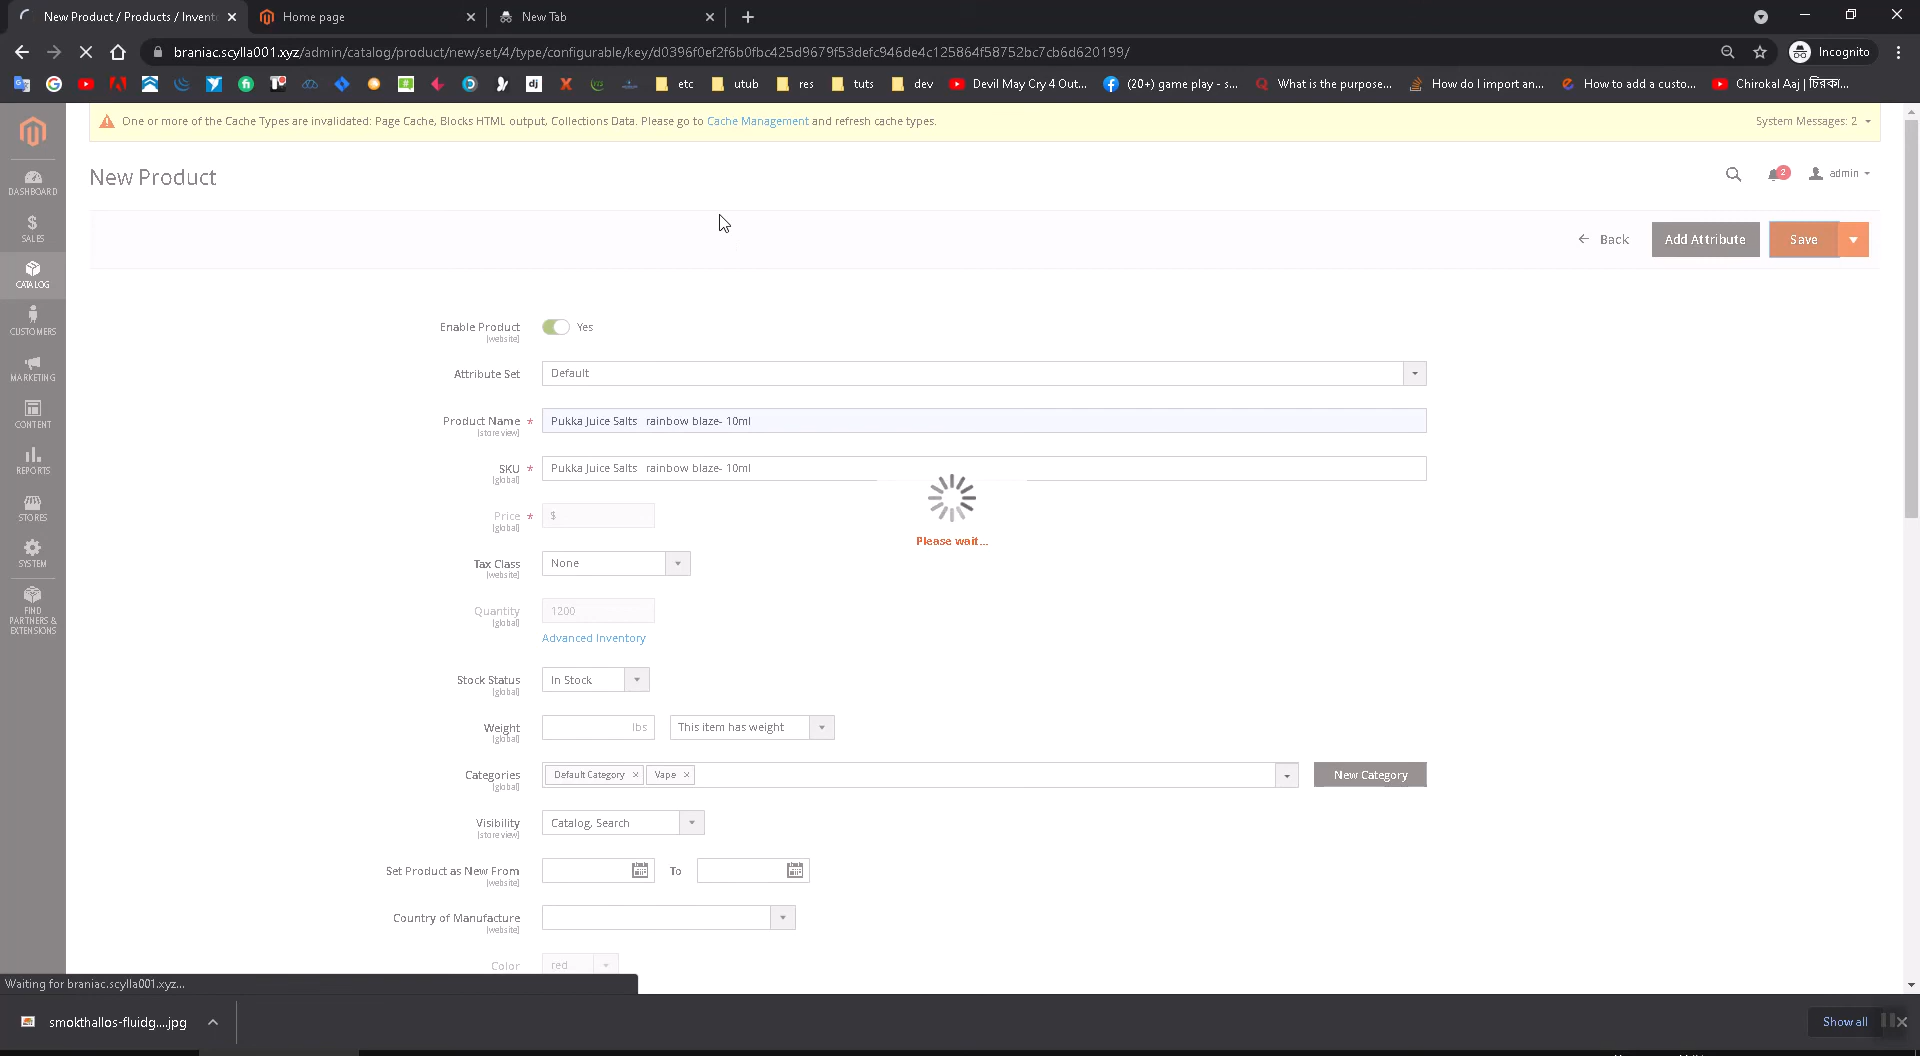 New Product / Products / Invent
Home page
New Tab
braniac.scylla001.xyz/admin/catalog/product/new/set/4/type/configurable/key/d0396f0ef2f6b0fbc425d9679f53defc946de4c125864f58752bc7cb6d620199/
Incognito
etc
utub
res
tuts
dev
Devil May Cry 4 Out...
(20+) game play - s...
What is the purpose...
How do I import an...
How to add a custo...
Chirokal Aaj | চিরকা...
One or more of the Cache Types are invalidated: Page Cache, Blocks HTML output, Collections Data. Please go to Cache Management and refresh cache types.
System Messages: 2
New Product
2
admin
Back
Add Attribute
Save
DASHBOARD
SALES
CATALOG
CUSTOMERS
MARKETING
CONTENT
REPORTS
STORES
SYSTEM
FIND
PARTNERS &
EXTENSIONS
Enable Product
[website]
Yes
Attribute Set
Default
Product Name *
[store view]
Pukka Juice Salts   rainbow blaze- 10ml
SKU *
[global]
Pukka Juice Salts   rainbow blaze- 10ml
Price *
[global]
$
Please wait...
Tax Class
[website]
None
Quantity
[global]
1200
Advanced Inventory
Stock Status
[global]
In Stock
Weight
[global]
lbs
This item has weight
Categories
[global]
Default Category ×
Vape ×
New Category
Visibility
[store view]
Catalog, Search
Set Product as New From
[website]
To
Country of Manufacture
[website]
Color
red
Waiting for braniac.scylla001.xyz...
smokthallos-fluidg....jpg
Show all